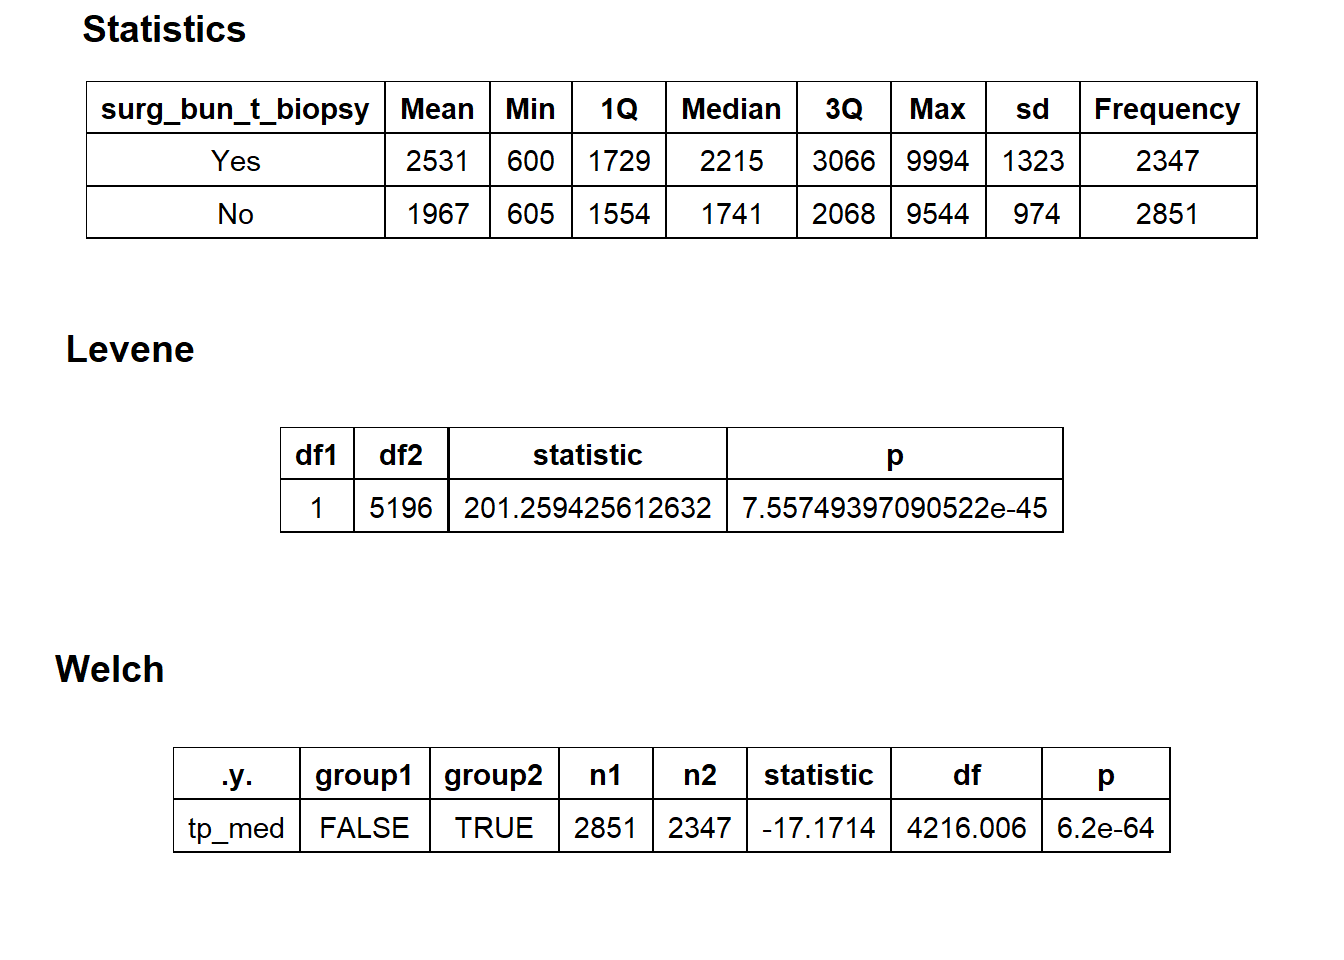 Statistics
surg_bun_t_biopsy Mean Min 1Q Median 3Q Max sd Frequency
Yes 2531 600 1729 2215 3066 9994 1323 2347
No 1967 605 1554 1741 2068 9544 974 2851
Levene
df1 df2 statistic p
1 5196 201.259425612632 7.55749397090522e-45
Welch
.y. group1 group2 n1 n2 statistic df p
tp_med FALSE TRUE 2851 2347 -17.1714 4216.006 6.2e-64